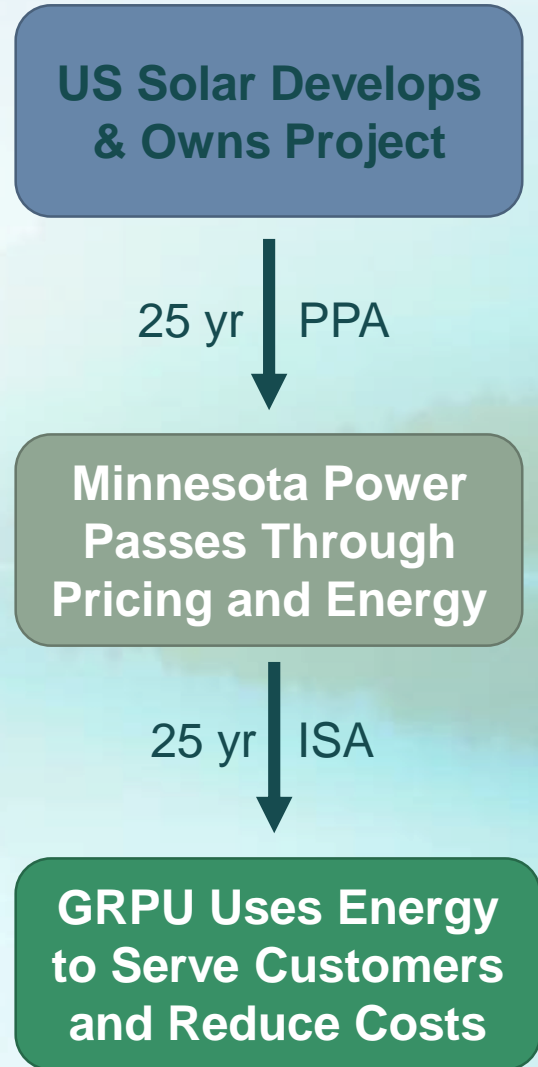 US Solar Develops
& Owns Project
25 yr PPA
Minnesota Power
Passes Through
Pricing and Energy
25 yr ISA
GRPU Uses Energy
to Serve Customers
and Reduce Costs